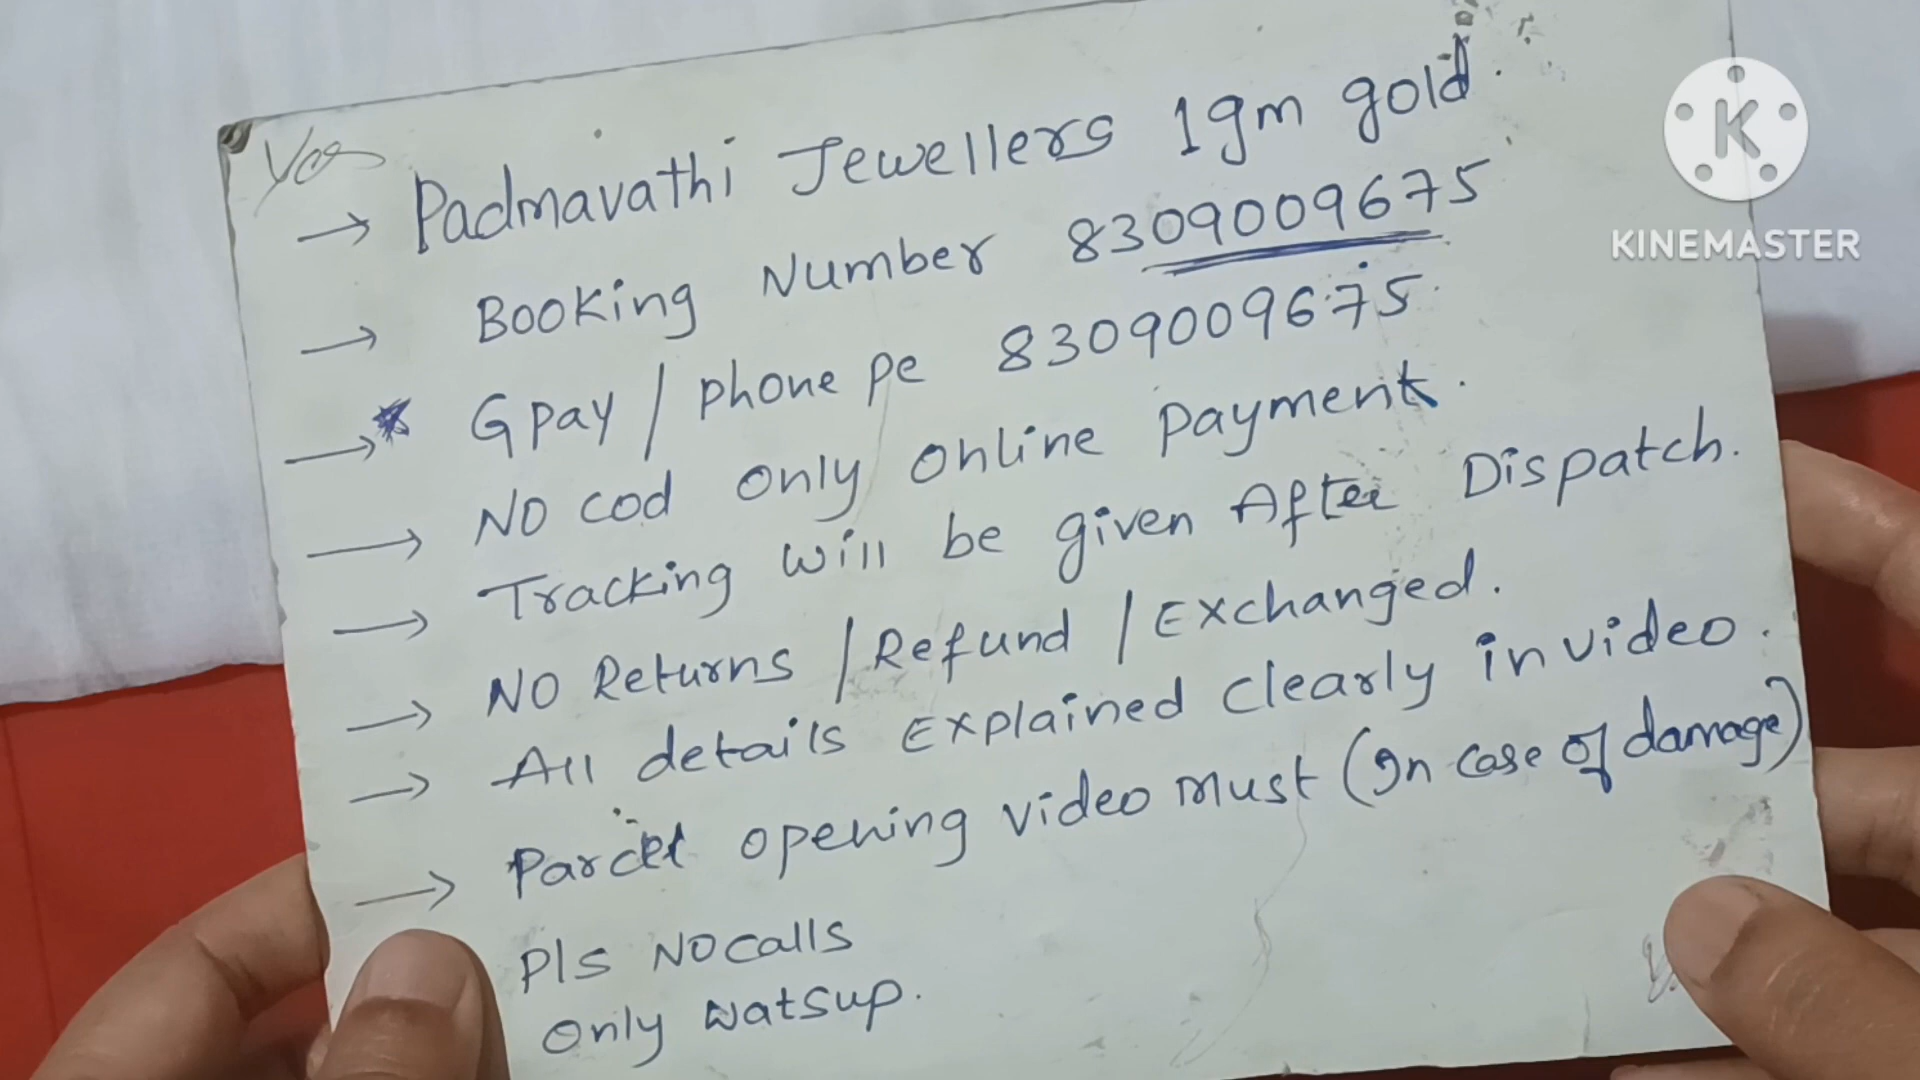 → Padmavathi Jewellers 1gm gold.
→ Booking Number 8309009675
→* Gpay / phone pe 8309009675
→ NO cod only online payment.
→ Tracking will be given After Dispatch.
→ NO Returns / Refund / Exchanged.
→ All details Explained clearly in video.
→ Parcel opening video must (In case of damage)
Pls NO calls
only watsup.
K
KINEMASTER